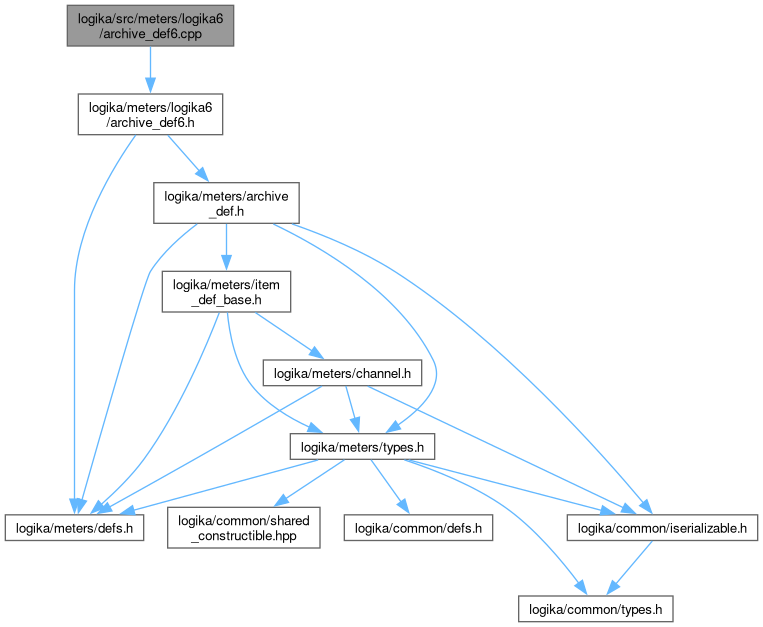 logika/src/meters/logika6
/archive_def6.cpp
logika/meters/logika6
/archive_def6.h
logika/meters/archive
_def.h
logika/meters/item
_def_base.h
logika/meters/channel.h
logika/meters/types.h
logika/meters/defs.h
logika/common/shared
_constructible.hpp
logika/common/defs.h
logika/common/iserializable.h
logika/common/types.h